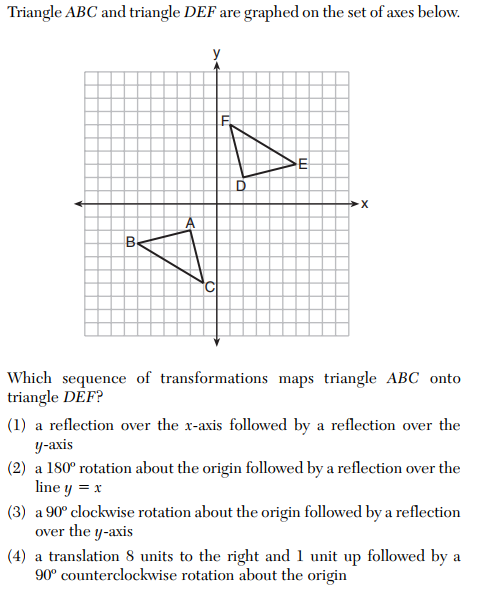 Triangle ABC and triangle DEF are graphed on the set of axes below.
y
F
E
D
x
A
B
C
Which sequence of transformations maps triangle ABC onto
triangle DEF?
(1) a reflection over the x-axis followed by a reflection over the
y-axis
(2) a 180° rotation about the origin followed by a reflection over the
line y = x
(3) a 90° clockwise rotation about the origin followed by a reflection
over the y-axis
(4) a translation 8 units to the right and 1 unit up followed by a
90° counterclockwise rotation about the origin